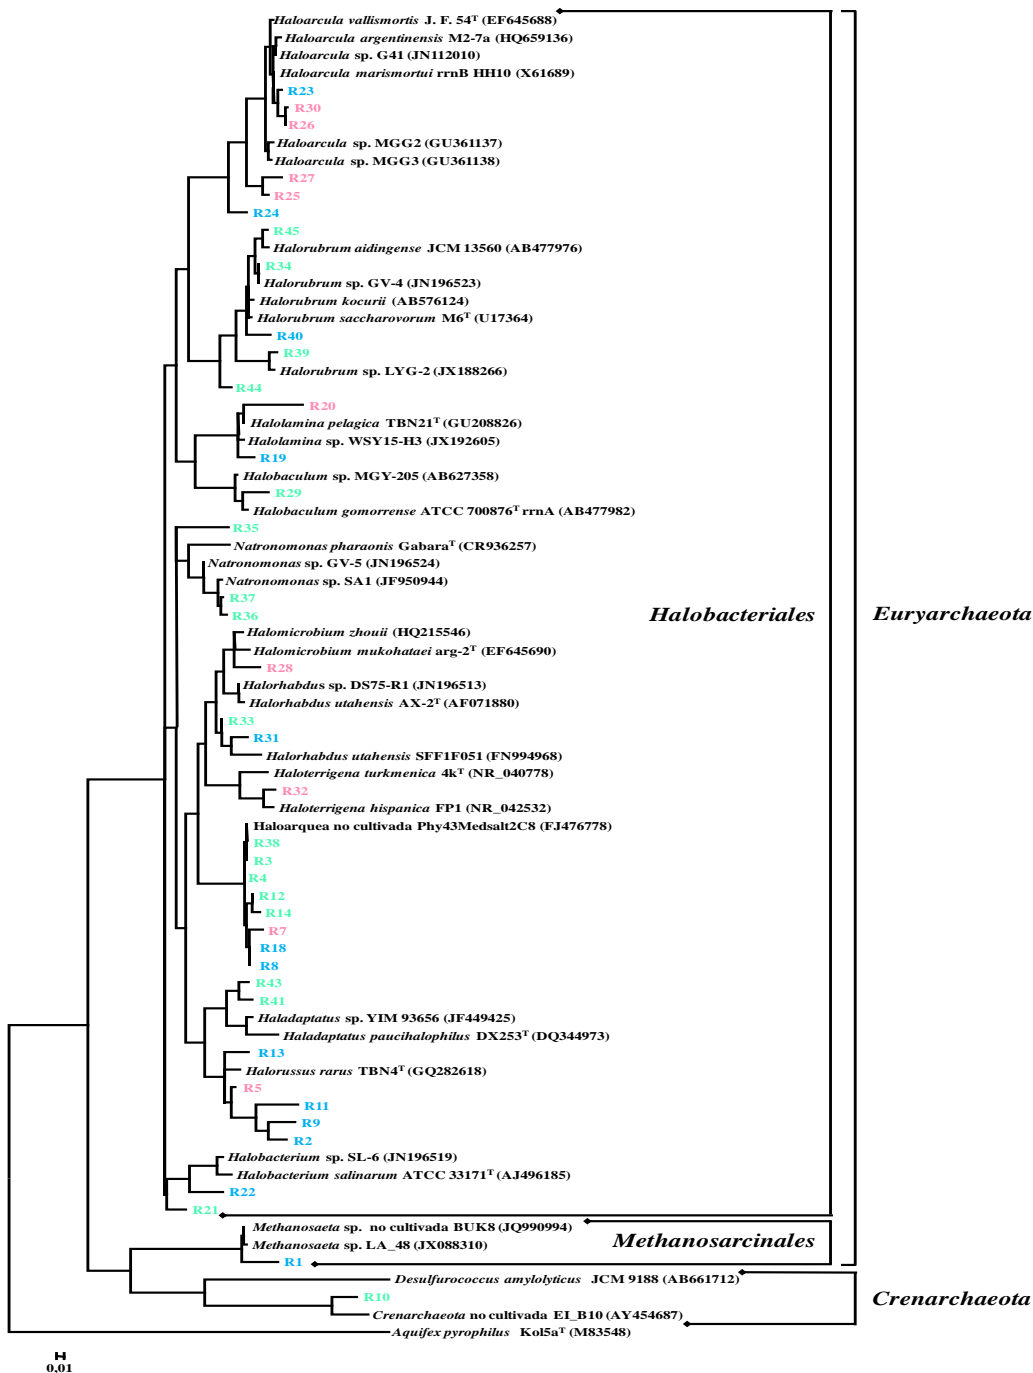 Haloarcula vallismortis J. F. 54ᵀ (EF645688)
Haloarcula argentinensis M2-7a (HQ659136)
Haloarcula sp. G41 (JN112010)
Haloarcula marismortui rrnB HH10 (X61689)
R23
R30
R26
Haloarcula sp. MGG2 (GU361137)
Haloarcula sp. MGG3 (GU361138)
R27
R25
R24
R45
Halorubrum aidingense JCM 13560 (AB477976)
R34
Halorubrum sp. GV-4 (JN196523)
Halorubrum kocurii (AB576124)
Halorubrum saccharovorum M6ᵀ (U17364)
R40
R39
Halorubrum sp. LYG-2 (JX188266)
R44
R20
Halolamina pelagica TBN21ᵀ (GU208826)
Halolamina sp. WSY15-H3 (JX192605)
R19
Halobaculum sp. MGY-205 (AB627358)
R29
Halobaculum gomorrense ATCC 700876ᵀ rrnA (AB477982)
R35
Natronomonas pharaonis Gabaraᵀ (CR936257)
Natronomonas sp. GV-5 (JN196524)
Natronomonas sp. SA1 (JF950944)
R37
R36
Halobacteriales
Euryarchaeota
Halomicrobium zhouii (HQ215546)
Halomicrobium mukohataei arg-2ᵀ (EF645690)
R28
Halorhabdus sp. DS75-R1 (JN196513)
Halorhabdus utahensis AX-2ᵀ (AF071880)
R33
R31
Halorhabdus utahensis SFF1F051 (FN994968)
Haloterrigena turkmenica 4kᵀ (NR_040778)
R32
Haloterrigena hispanica FP1 (NR_042532)
Haloarquea no cultivada Phy43Medsalt2C8 (FJ476778)
R38
R3
R4
R12
R14
R7
R18
R8
R43
R41
Haladaptatus sp. YIM 93656 (JF449425)
Haladaptatus paucihalophilus DX253ᵀ (DQ344973)
R13
Halorussus rarus TBN4ᵀ (GQ282618)
R5
R11
R9
R2
Halobacterium sp. SL-6 (JN196519)
Halobacterium salinarum ATCC 33171ᵀ (AJ496185)
R22
R21
Methanosaeta sp. no cultivada BUK8 (JQ990994)
Methanosaeta sp. LA_48 (JX088310)
Methanosarcinales
R1
Desulfurococcus amylolyticus JCM 9188 (AB661712)
R10
Crenarchaeota
Crenarchaeota no cultivada EI_B10 (AY454687)
Aquifex pyrophilus Kol5aᵀ (M83548)
0,01